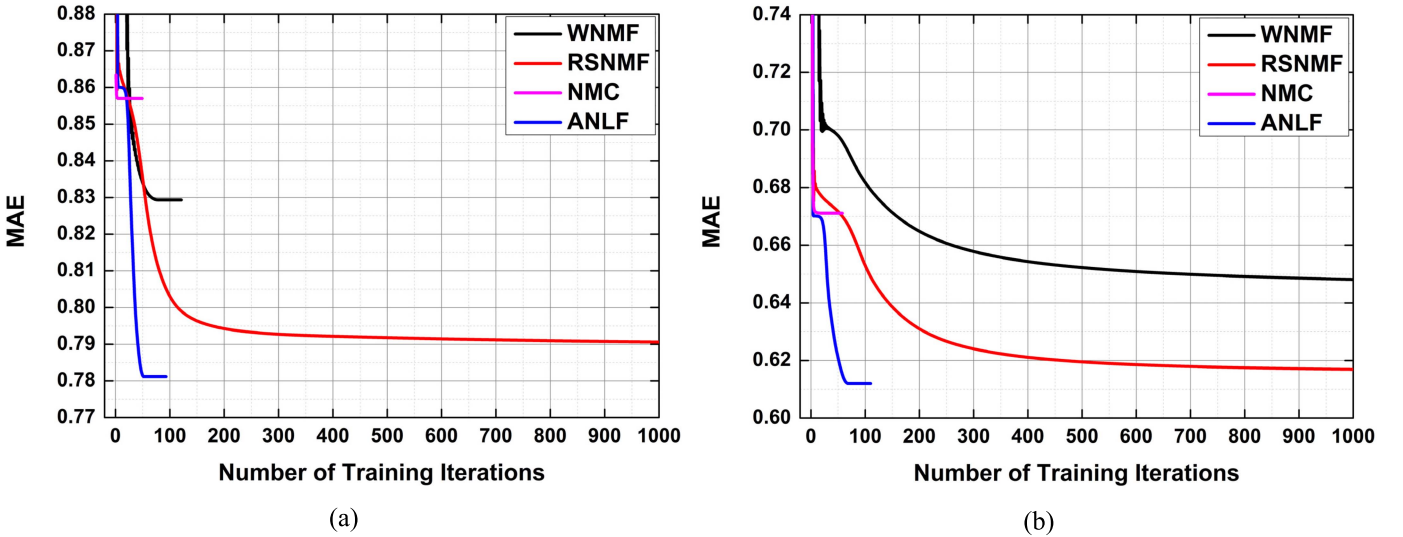 0.88
0.87
0.86
0.85
0.84
0.83
0.82
0.81
0.80
0.79
0.78
0.77
MAE
WNMF
RSNMF
NMC
ANLF
0 100 200 300 400 500 600 700 800 900 1000
Number of Training Iterations
(a)
0.74
0.72
0.70
0.68
0.66
0.64
0.62
0.60
MAE
WNMF
RSNMF
NMC
ANLF
0 100 200 300 400 500 600 700 800 900 1000
Number of Training Iterations
(b)